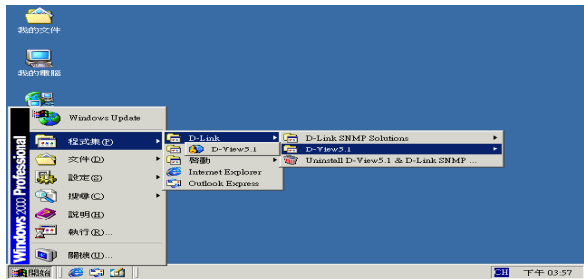 我的文件
我的電腦
Windows 2000 Professional
Windows Update
程式集(P)
文件(D)
設定(S)
搜尋(C)
說明(H)
執行(R)...
關機(U)...
D-Link
D-View5.1
啟動
Internet Explorer
Outlook Express
D-Link SNMP Solutions
D-View5.1
Uninstall D-View5.1 & D-Link SNMP ...
開始
CH
下午 03:57